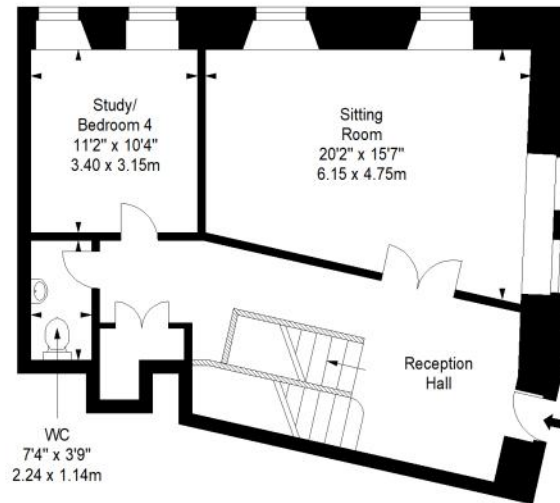 Study/
Bedroom 4
11'2" x 10'4"
3.40 x 3.15m
Sitting
Room
20'2" x 15'7"
6.15 x 4.75m
Reception
Hall
WC
7'4" x 3'9"
2.24 x 1.14m